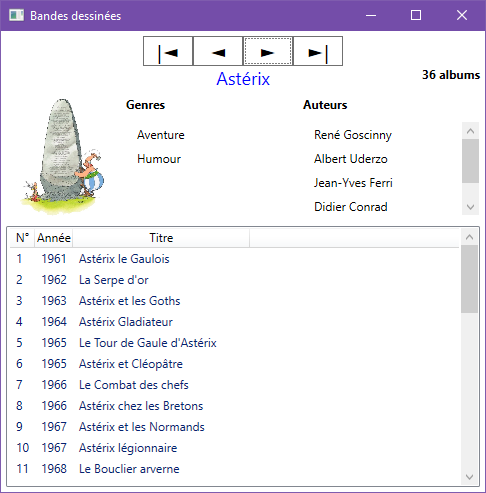 Bandes dessinées
|◄ ◄ ► ►|
Astérix
36 albums
Genres
Aventure
Humour
Auteurs
René Goscinny
Albert Uderzo
Jean-Yves Ferri
Didier Conrad
N° Année Titre
1 1961 Astérix le Gaulois
2 1962 La Serpe d'or
3 1963 Astérix et les Goths
4 1964 Astérix Gladiateur
5 1965 Le Tour de Gaule d'Astérix
6 1965 Astérix et Cléopâtre
7 1966 Le Combat des chefs
8 1966 Astérix chez les Bretons
9 1967 Astérix et les Normands
10 1967 Astérix légionnaire
11 1968 Le Bouclier arverne